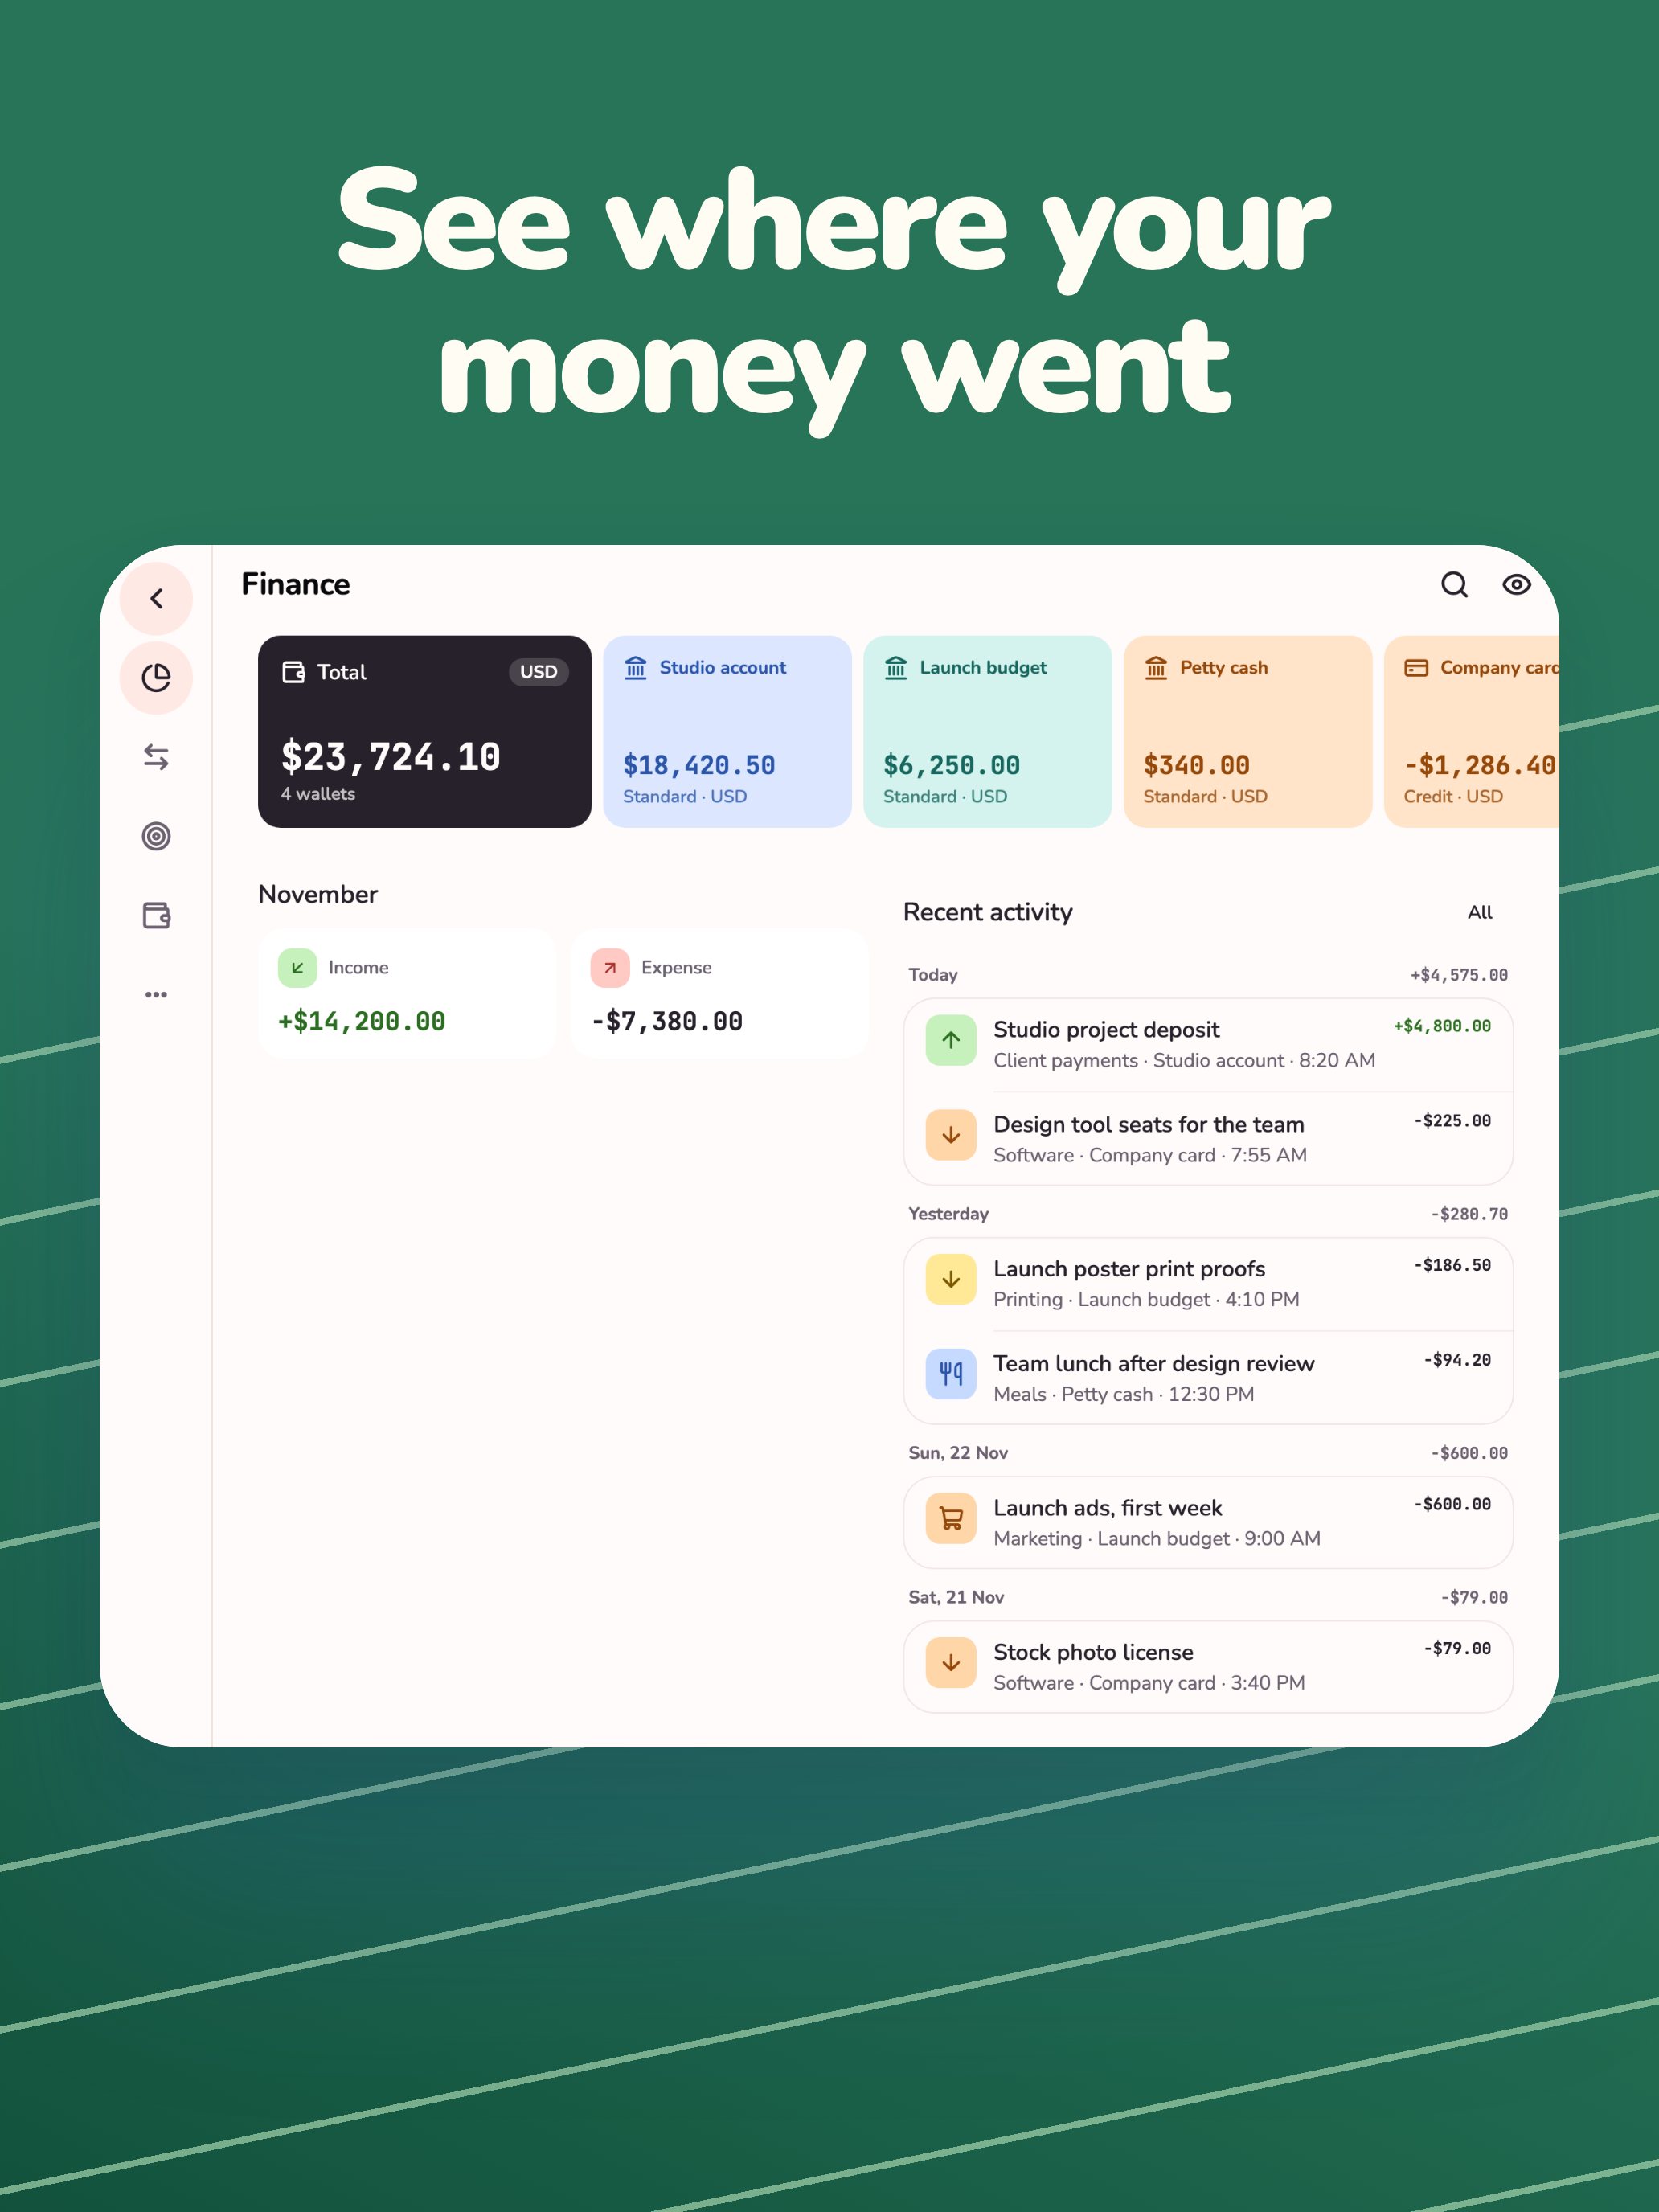 See where your
money went
Finance
Total
USD
$23,724.10
4 wallets
Studio account
$18,420.50
Standard · USD
Launch budget
$6,250.00
Standard · USD
Petty cash
$340.00
Standard · USD
Company card
-$1,286.40
Credit · USD
November
Income
+$14,200.00
Expense
-$7,380.00
Recent activity
All
Today
+$4,575.00
Studio project deposit
+$4,800.00
Client payments · Studio account · 8:20 AM
Design tool seats for the team
-$225.00
Software · Company card · 7:55 AM
Yesterday
-$280.70
Launch poster print proofs
-$186.50
Printing · Launch budget · 4:10 PM
Team lunch after design review
-$94.20
Meals · Petty cash · 12:30 PM
Sun, 22 Nov
-$600.00
Launch ads, first week
-$600.00
Marketing · Launch budget · 9:00 AM
Sat, 21 Nov
-$79.00
Stock photo license
-$79.00
Software · Company card · 3:40 PM